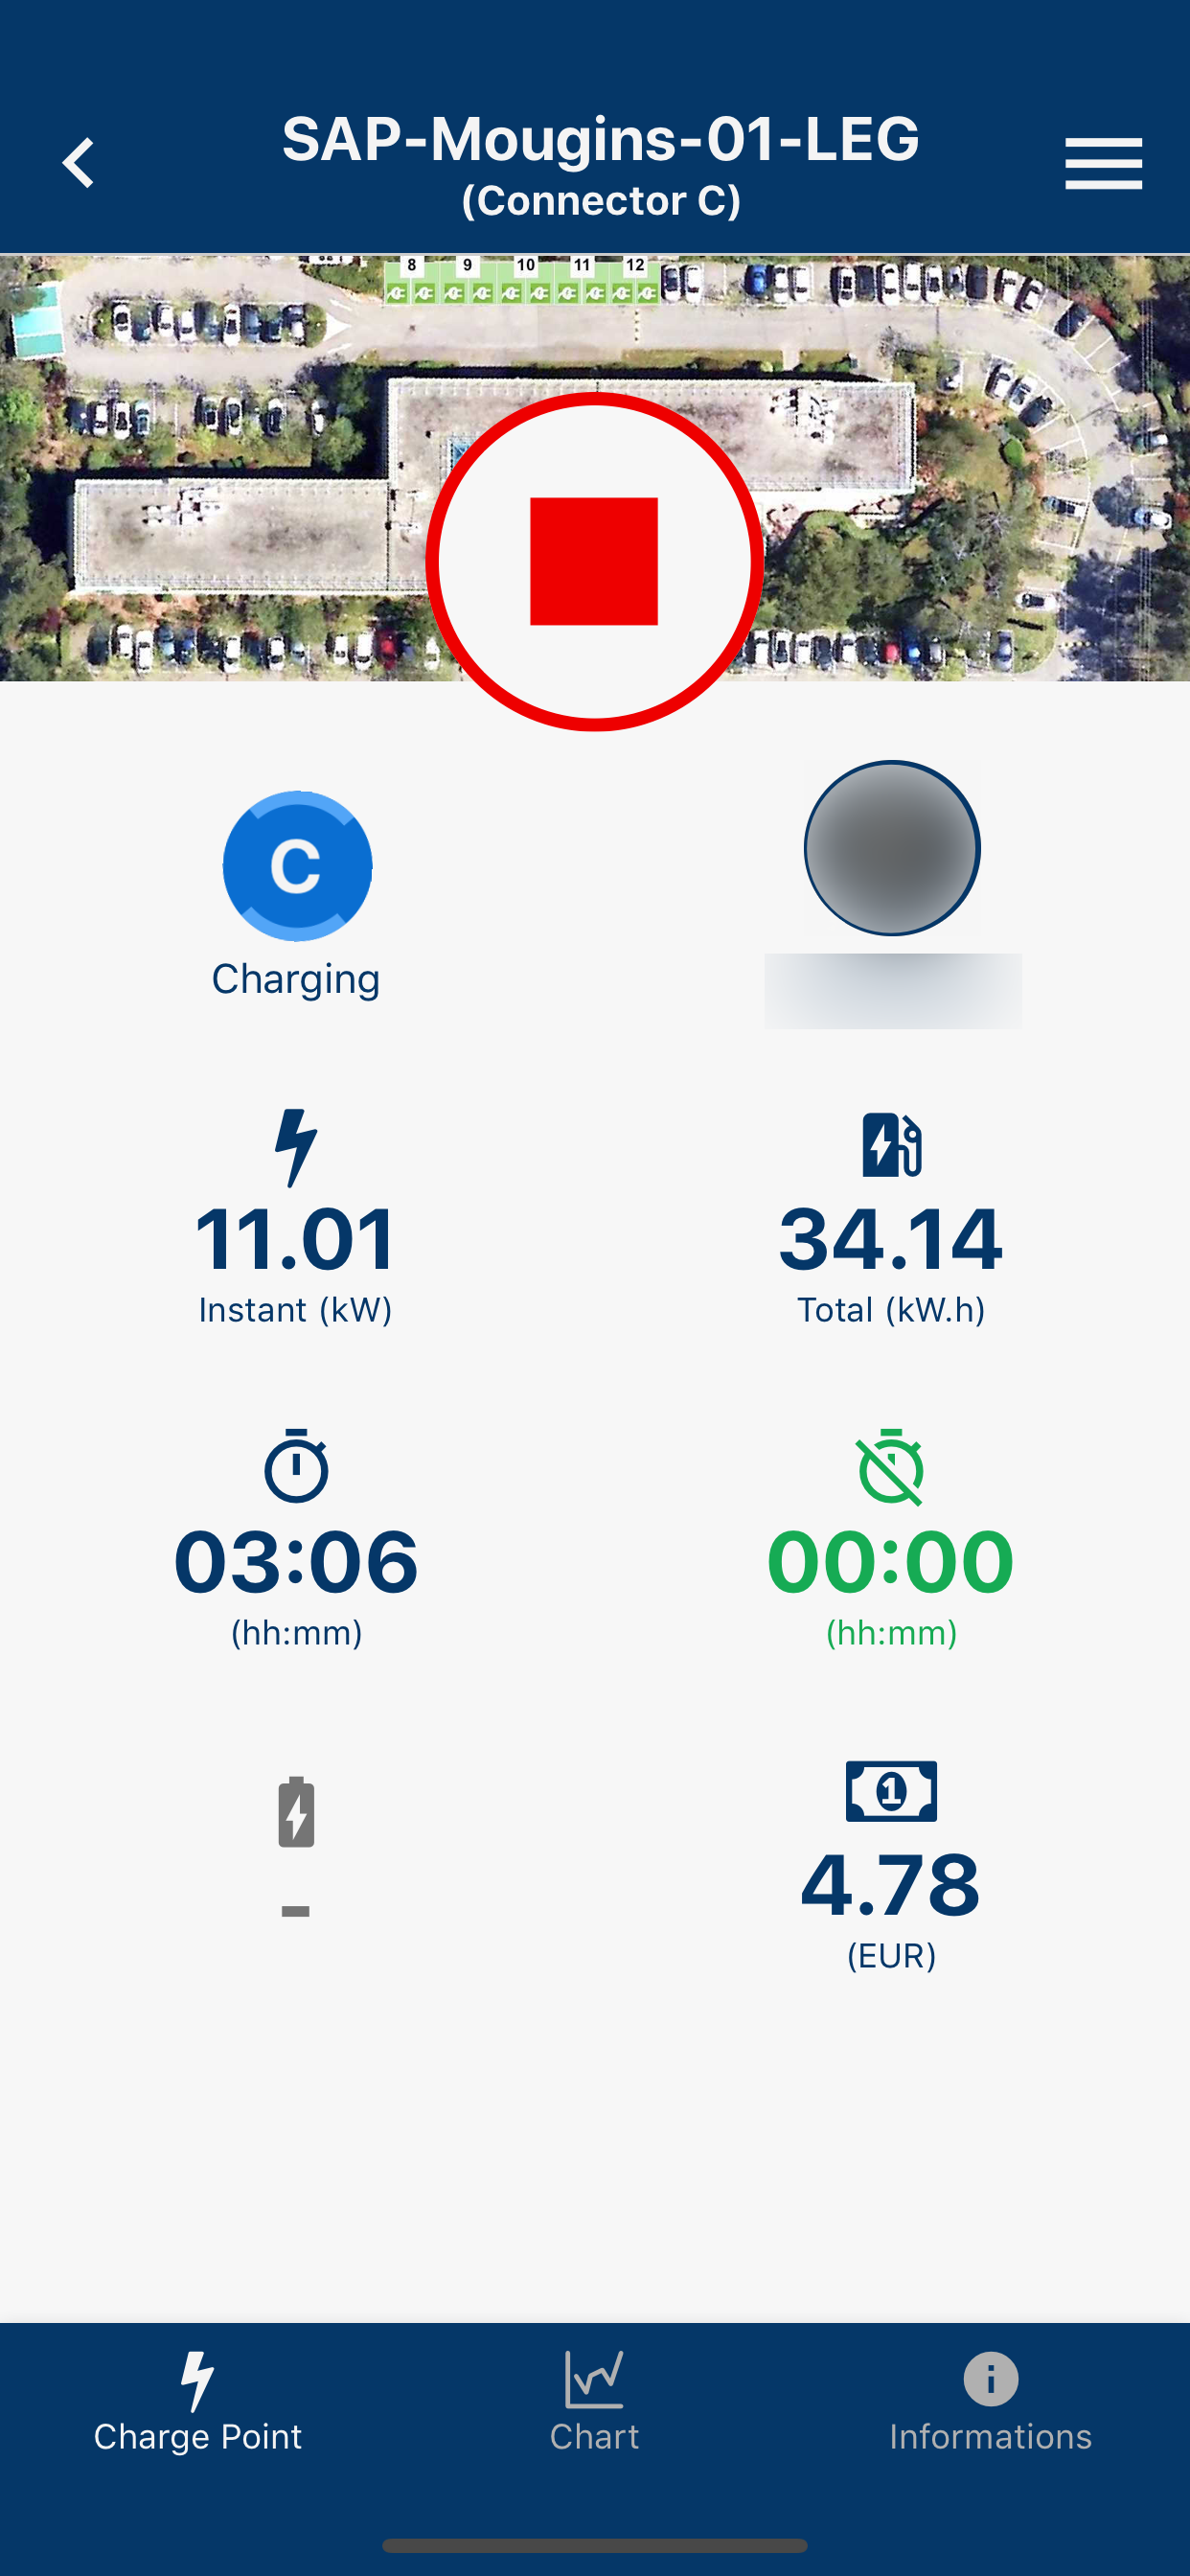 SAP-Mougins-01-LEG
(Connector C)
8 9 10 11 12
C
Charging
11.01 34.14
Instant (kW) Total (kW.h)
03:06 00:00
(hh:mm) (hh:mm)
1
-
4.78
(EUR)
Charge Point Chart Informations